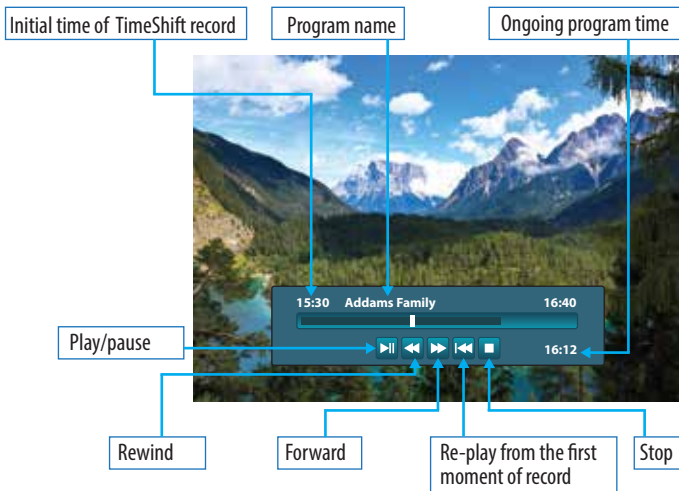 Initial time of TimeShift record
Program name
Ongoing program time
15:30 Addams Family 16:40
Play/pause
16:12
Rewind
Forward
Re-play from the first
moment of record
Stop